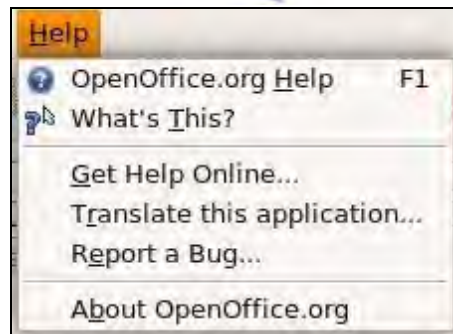 Help
OpenOffice.org Help F1
What's This?
Get Help Online...
Translate this application...
Report a Bug...
About OpenOffice.org